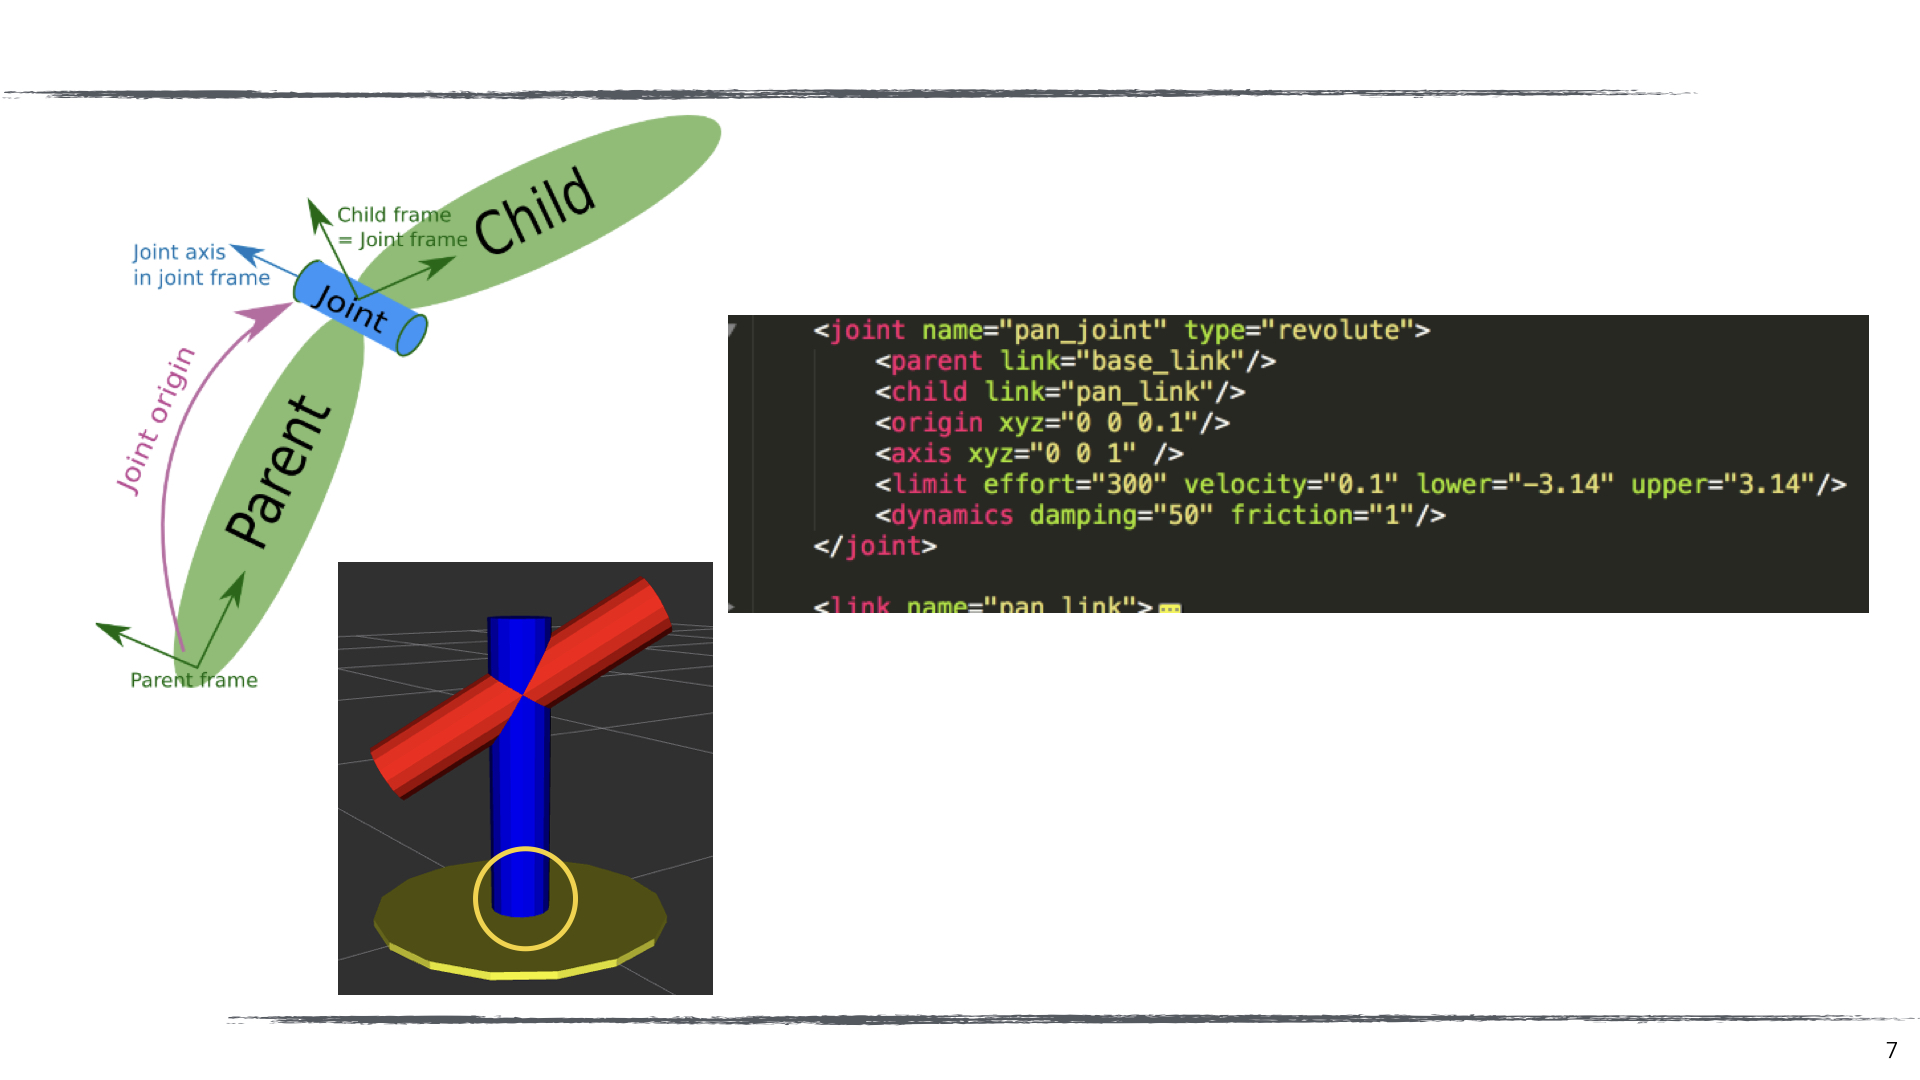 Child
Child frame
= Joint frame
Joint axis
in joint frame
Joint
Joint origin
Parent
Parent frame
<joint name="pan_joint" type="revolute">
<parent link="base_link"/>
<child link="pan_link"/>
<origin xyz="0 0 0.1"/>
<axis xyz="0 0 1" />
<limit effort="300" velocity="0.1" lower="-3.14" upper="3.14"/>
<dynamics damping="50" friction="1"/>
</joint>
<link name="pan_link">
7